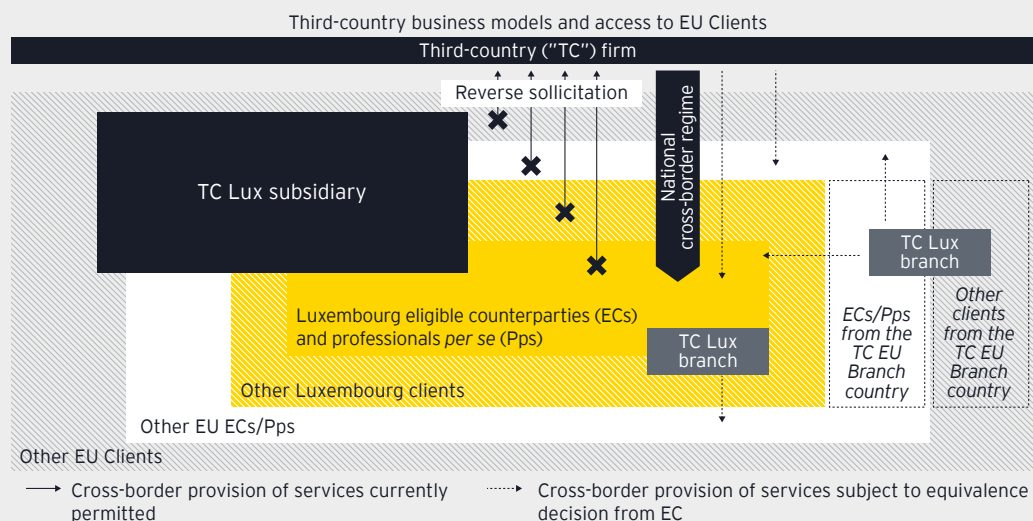 Third-country business models and access to EU Clients
Third-country (”TC”) firm
Reverse sollicitation
National
cross-border regime
TC Lux subsidiary
TC Lux
branch
Luxembourg eligible counterparties (ECs)
and professionals per se (Pps)
TC Lux
branch
ECs/Pps
from the
TC EU
Branch
country
Other
clients
from the
TC EU
Branch
country
Other Luxembourg clients
Other EU ECs/Pps
Other EU Clients
Cross-border provision of services currently
permitted
Cross-border provision of services subject to equivalence
decision from EC